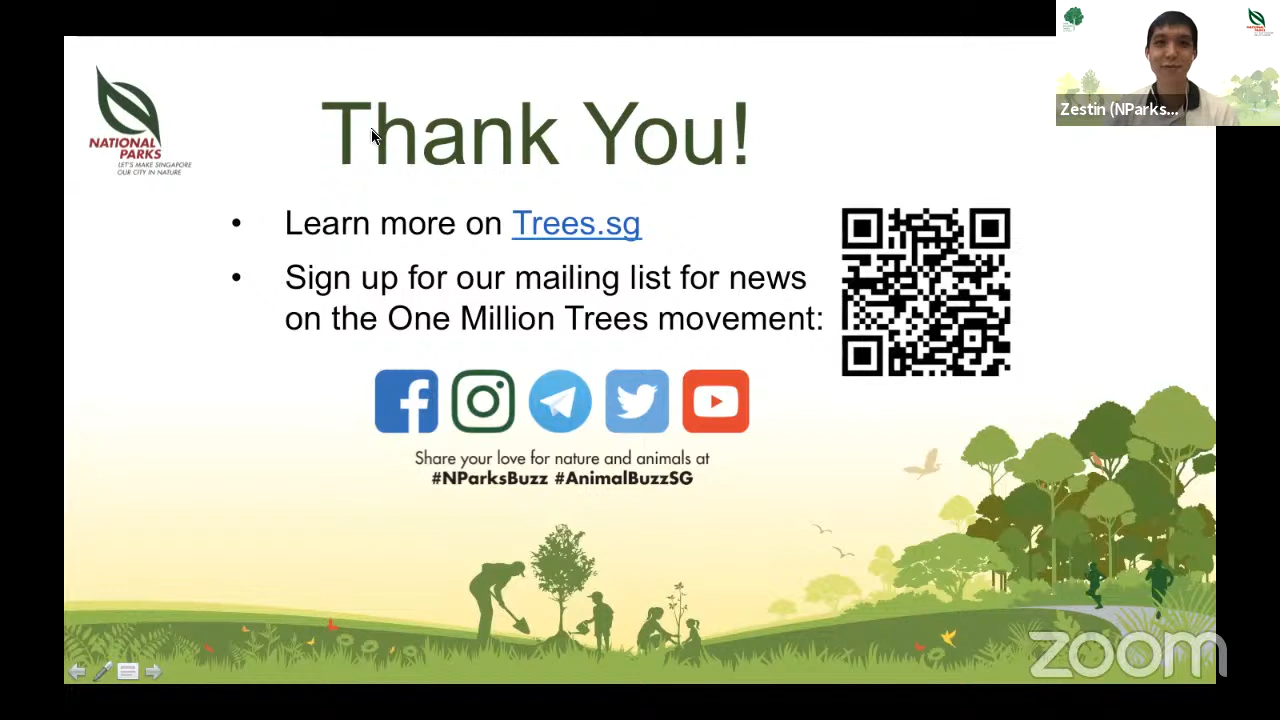 NATIONAL
PARKS
LET'S MAKE SINGAPORE
OUR CITY IN NATURE
Thank You!
Zestin (NParks...
• Learn more on Trees.sg
• Sign up for our mailing list for news
on the One Million Trees movement:
Share your love for nature and animals at
#NParksBuzz #AnimalBuzzSG
zoom